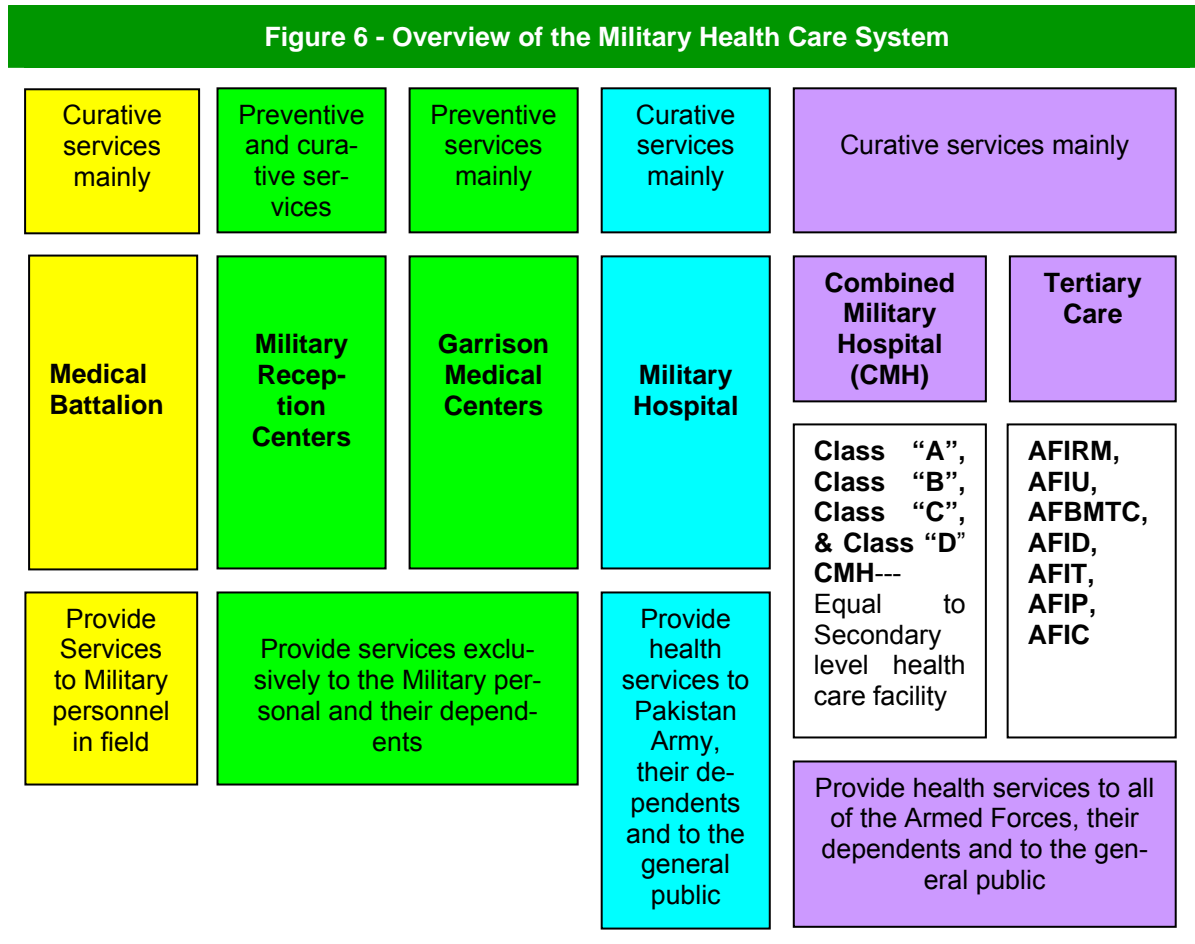 Figure 6 - Overview of the Military Health Care System
Curative
services
mainly
Preventive
and cura-
tive ser-
vices
Preventive
services
mainly
Curative
services
mainly
Curative services mainly
Medical
Battalion
Military
Recep-
tion
Centers
Garrison
Medical
Centers
Military
Hospital
Combined
Military
Hospital
(CMH)
Tertiary
Care
Class “A”,
Class “B”,
Class “C”,
& Class “D”
CMH---
Equal to
Secondary
level health
care facility
AFIRM,
AFIU,
AFBMTC,
AFID,
AFIT,
AFIP,
AFIC
Provide
Services
to Military
personnel
in field
Provide services exclu-
sively to the Military per-
sonal and their depend-
ents
Provide
health
services to
Pakistan
Army,
their de-
pendents
and to the
general
public
Provide health services to all
of the Armed Forces, their
dependents and to the gen-
eral public